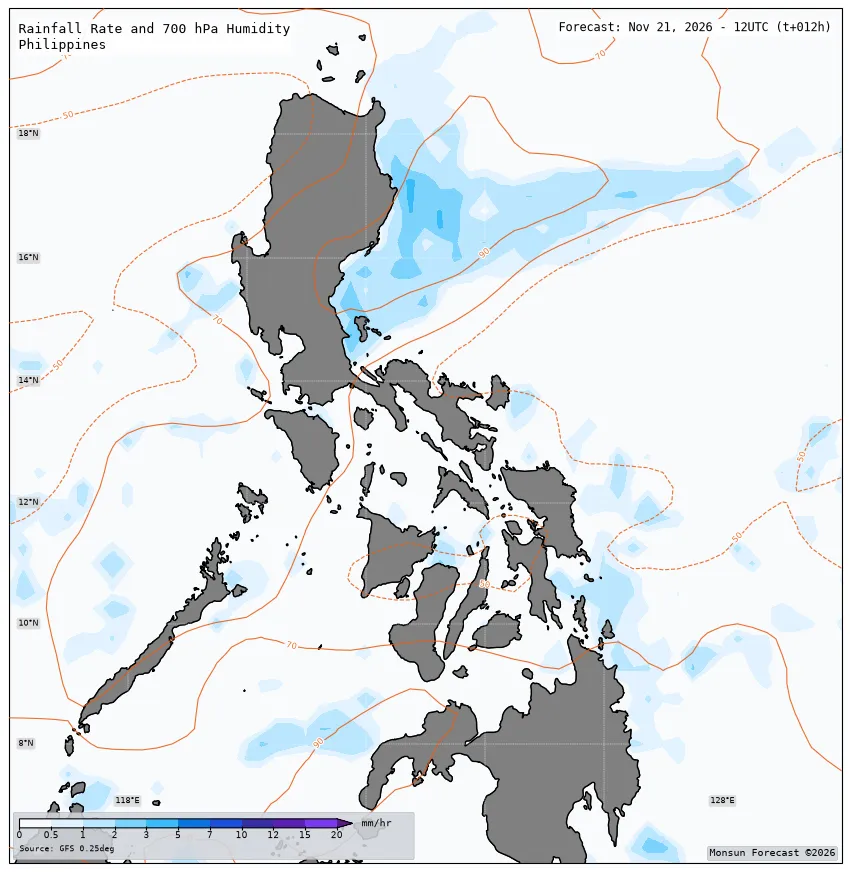 Rainfall Rate and 700 hPa Humidity
Philippines
Forecast: Nov 21, 2026 - 12UTC (t+012h)
70
70
50
18°N
16°N
90
70
50
14°N
50
12°N
50
50
10°N
70
90
8°N
118°E
128°E
mm/hr
0 0.5 1 2 3 5 7 10 12 15 20
Source: GFS 0.25deg
Monsun Forecast ©2026